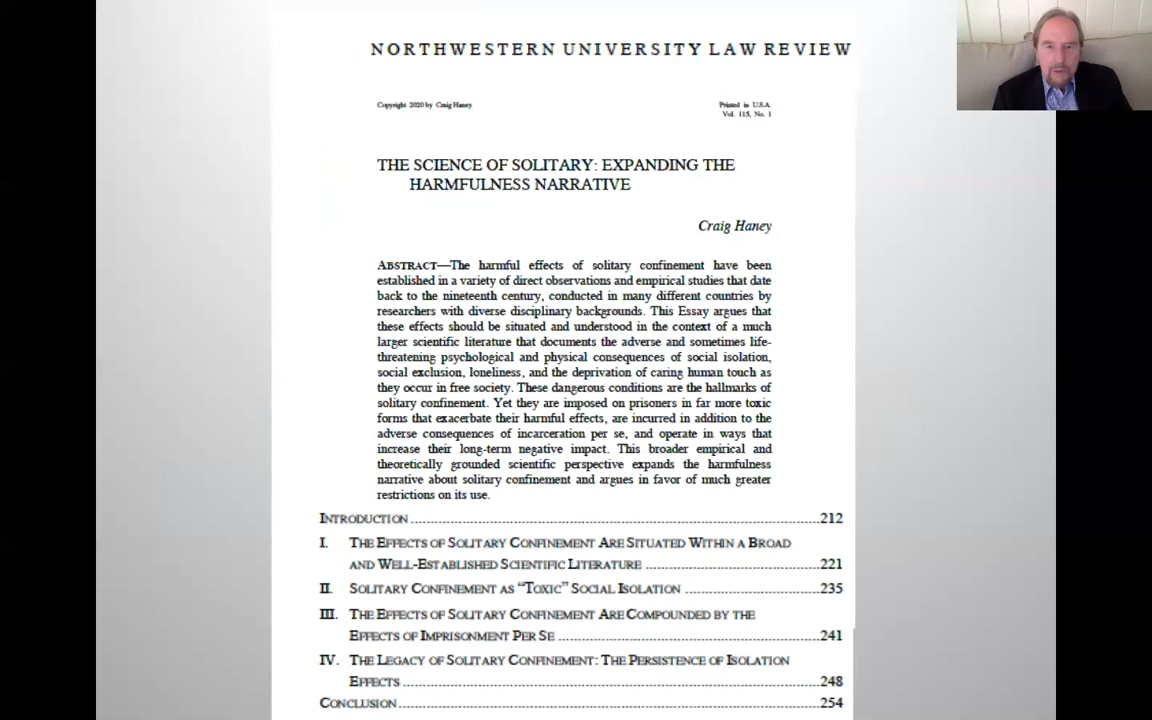 NORTHWESTERN UNIVERSITY LAW REVIEW
Copyright 2020 by Craig Haney
Printed in U.S.A.
Vol. 115, No. 1
THE SCIENCE OF SOLITARY: EXPANDING THE
HARMFULNESS NARRATIVE
Craig Haney
ABSTRACT—The harmful effects of solitary confinement have been
established in a variety of direct observations and empirical studies that date
back to the nineteenth century, conducted in many different countries by
researchers with diverse disciplinary backgrounds. This Essay argues that
these effects should be situated and understood in the context of a much
larger scientific literature that documents the adverse and sometimes life-
threatening psychological and physical consequences of social isolation,
social exclusion, loneliness, and the deprivation of caring human touch as
they occur in free society. These dangerous conditions are the hallmarks of
solitary confinement. Yet they are imposed on prisoners in far more toxic
forms that exacerbate their harmful effects, are incurred in addition to the
adverse consequences of incarceration per se, and operate in ways that
increase their long-term negative impact. This broader empirical and
theoretically grounded scientific perspective expands the harmfulness
narrative about solitary confinement and argues in favor of much greater
restrictions on its use.
INTRODUCTION ........................................................................212
I. THE EFFECTS OF SOLITARY CONFINEMENT ARE SITUATED WITHIN A BROAD
AND WELL-ESTABLISHED SCIENTIFIC LITERATURE ................................221
II. SOLITARY CONFINEMENT AS “TOXIC” SOCIAL ISOLATION ........................235
III. THE EFFECTS OF SOLITARY CONFINEMENT ARE COMPOUNDED BY THE
EFFECTS OF IMPRISONMENT PER SE ...............................................241
IV. THE LEGACY OF SOLITARY CONFINEMENT: THE PERSISTENCE OF ISOLATION
EFFECTS ...........................................................................248
CONCLUSION..........................................................................254